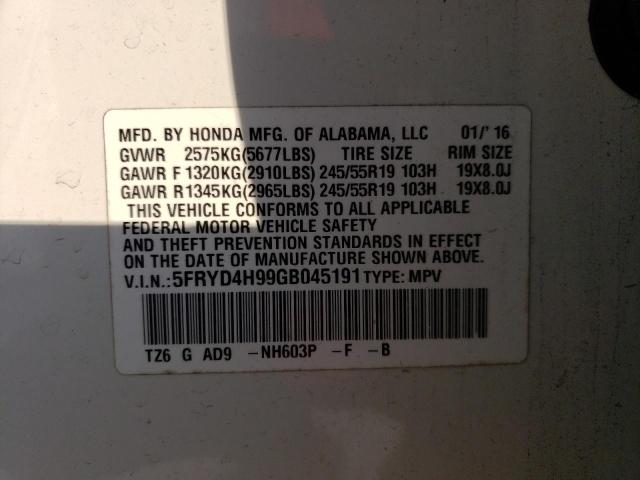 MFD. BY HONDA MFG. OF ALABAMA, LLC 01/'16
GVWR 2575KG(5677LBS) TIRE SIZE RIM SIZE
GAWR F 1320KG(2910LBS) 245/55R19 103H 19X8.0J
GAWR R1345KG(2965LBS) 245/55R19 103H 19X8.0J
THIS VEHICLE CONFORMS TO ALL APPLICABLE
FEDERAL MOTOR VEHICLE SAFETY
AND THEFT PREVENTION STANDARDS IN EFFECT
ON THE DATE OF MANUFACTURE SHOWN ABOVE.
V.I.N.:5FRYD4H99GB045191 TYPE: MPV
TZ6 G AD9 -NH603P -F -B